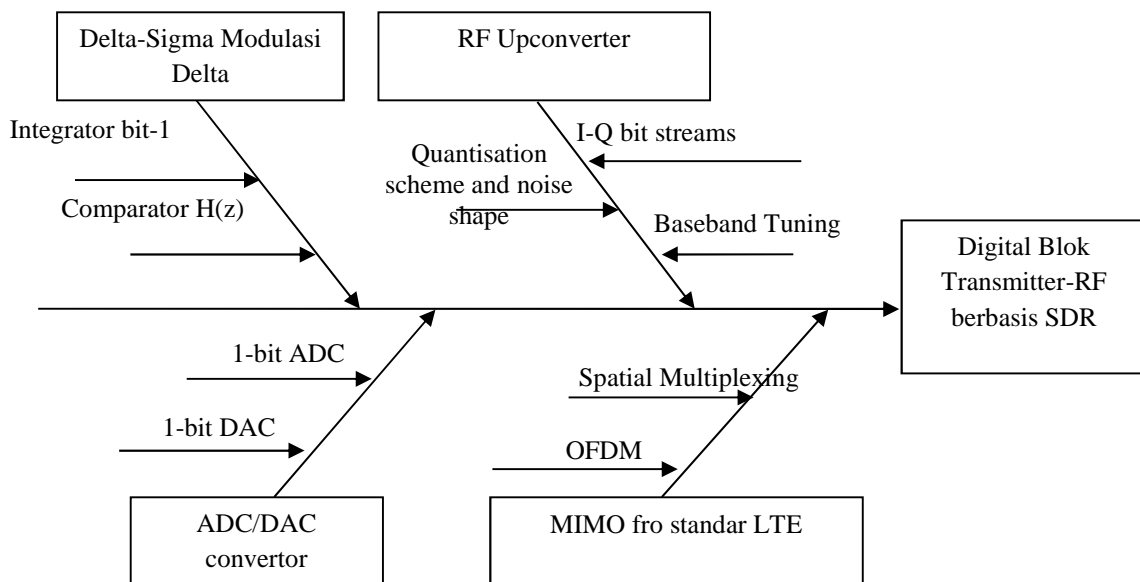 Delta-Sigma Modulasi
Delta
RF Upconverter
Integrator bit-1
I-Q bit streams
Quantisation
scheme and noise
shape
Comparator H(z)
Baseband Tuning
Digital Blok
Transmitter-RF
berbasis SDR
1-bit ADC
Spatial Multiplexing
1-bit DAC
OFDM
ADC/DAC
convertor
MIMO fro standar LTE